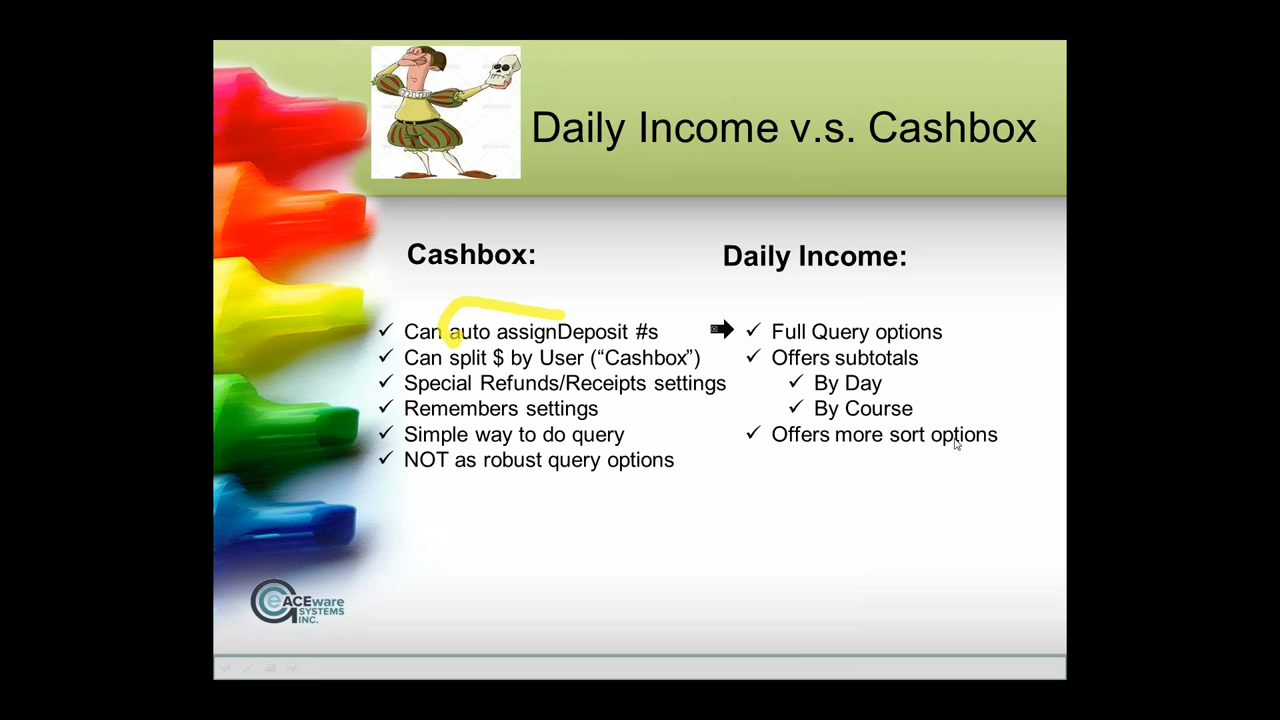 Daily Income v.s. Cashbox
Cashbox:
Can auto assignDeposit #s
Can split $ by User (“Cashbox”)
Special Refunds/Receipts settings
Remembers settings
Simple way to do query
NOT as robust query options
Daily Income:
Full Query options
Offers subtotals
By Day
By Course
Offers more sort options
ACEware
SYSTEMS
INC.